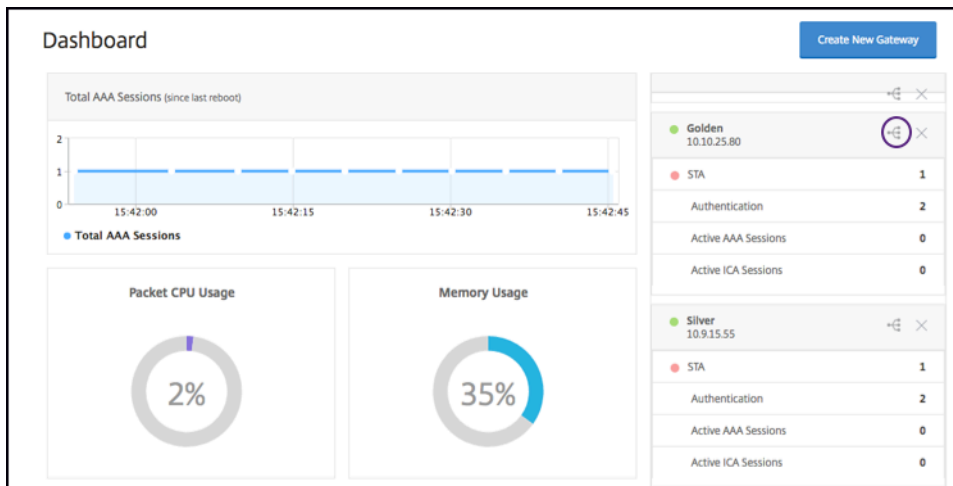 Dashboard
Create New Gateway
Total AAA Sessions (since last reboot)
2
1
0
15:42:00 15:42:15 15:42:30 15:42:45
Total AAA Sessions
Packet CPU Usage
2%
Memory Usage
35%
Golden
10.10.25.80
STA 1
Authentication 2
Active AAA Sessions 0
Active ICA Sessions 0
Silver
10.9.15.55
STA 1
Authentication 2
Active AAA Sessions 0
Active ICA Sessions 0